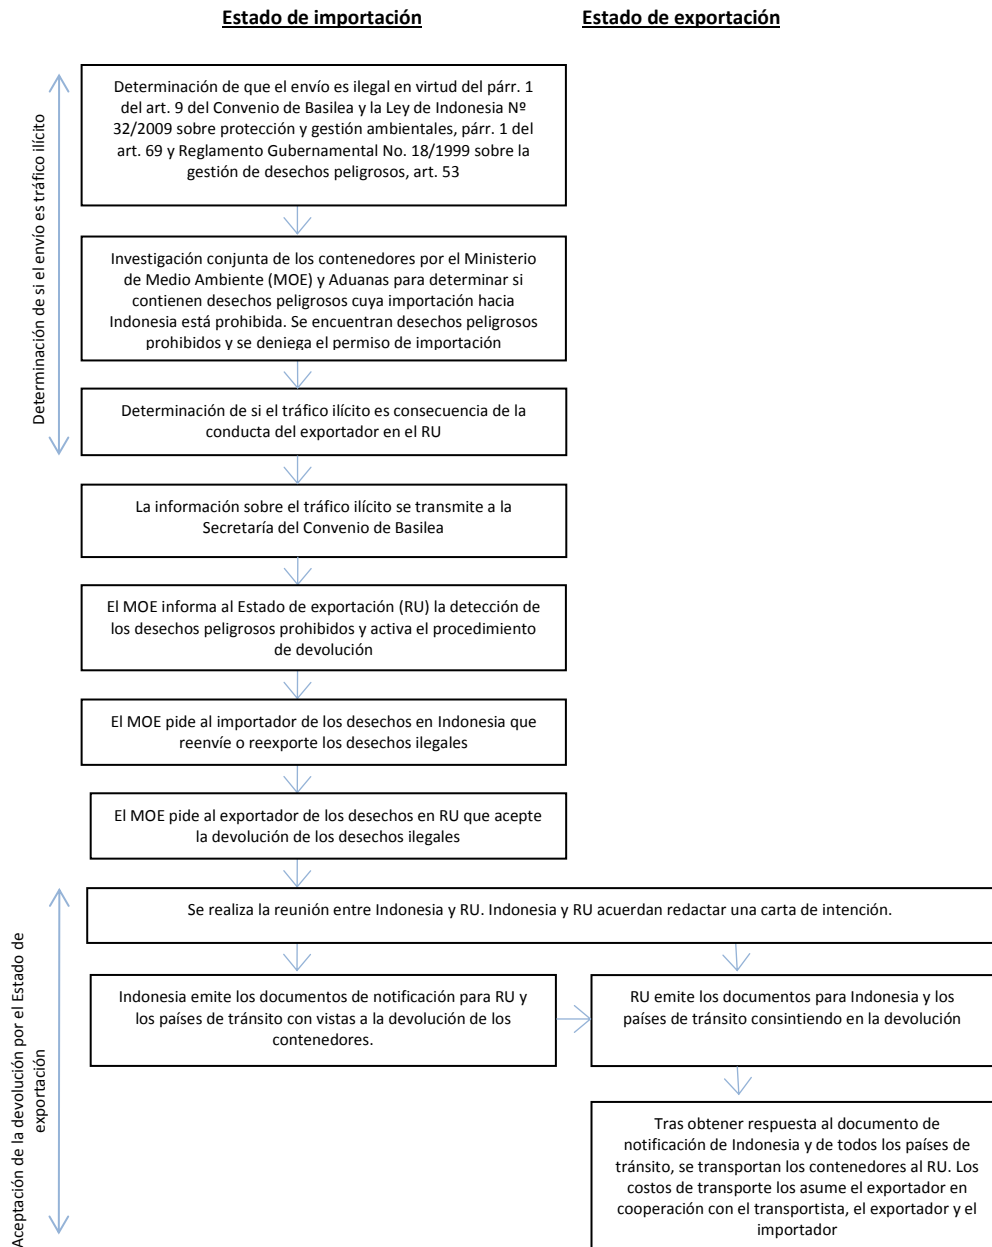 Estado de importación
Estado de exportación
Determinación de si el envío es tráfico ilícito
Determinación de que el envío es ilegal en virtud del párr. 1
del art. 9 del Convenio de Basilea y la Ley de Indonesia Nº
32/2009 sobre protección y gestión ambientales, párr. 1 del
art. 69 y Reglamento Gubernamental No. 18/1999 sobre la
gestión de desechos peligrosos, art. 53
Investigación conjunta de los contenedores por el Ministerio
de Medio Ambiente (MOE) y Aduanas para determinar si
contienen desechos peligrosos cuya importación hacia
Indonesia está prohibida. Se encuentran desechos peligrosos
prohibidos y se deniega el permiso de importación
Determinación de si el tráfico ilícito es consecuencia de la
conducta del exportador en el RU
La información sobre el tráfico ilícito se transmite a la
Secretaría del Convenio de Basilea
El MOE informa al Estado de exportación (RU) la detección de
los desechos peligrosos prohibidos y activa el procedimiento
de devolución
El MOE pide al importador de los desechos en Indonesia que
reenvíe o reexporte los desechos ilegales
El MOE pide al exportador de los desechos en RU que acepte
la devolución de los desechos ilegales
Aceptación de la devolución por el Estado de
exportación
Se realiza la reunión entre Indonesia y RU. Indonesia y RU acuerdan redactar una carta de intención.
Indonesia emite los documentos de notificación para RU y
los países de tránsito con vistas a la devolución de los
contenedores.
RU emite los documentos para Indonesia y los
países de tránsito consintiendo en la devolución
Tras obtener respuesta al documento de
notificación de Indonesia y de todos los países de
tránsito, se transportan los contenedores al RU. Los
costos de transporte los asume el exportador en
cooperación con el transportista, el exportador y el
importador